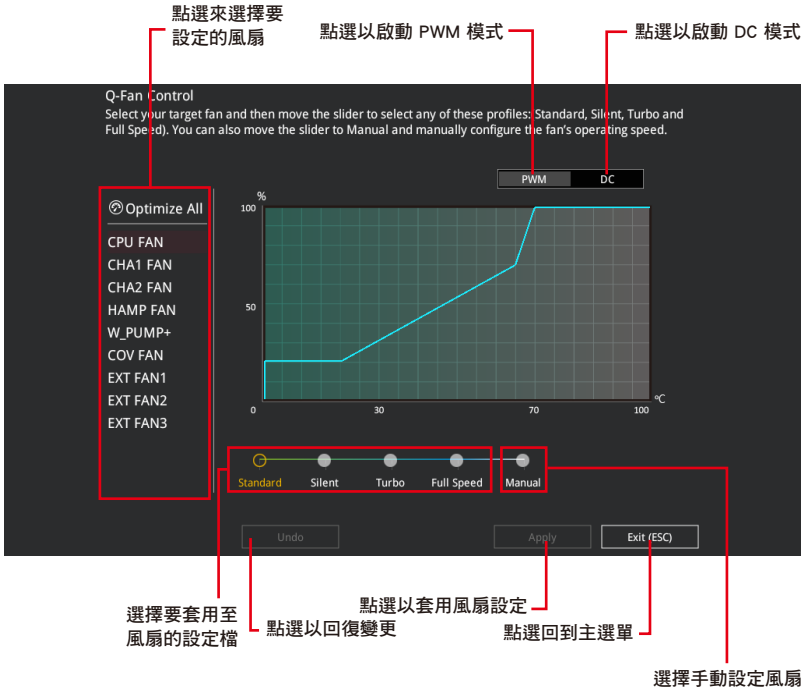 點選來選擇要
設定的風扇
點選以啟動 PWM 模式
點選以啟動 DC 模式
Q-Fan Control
Select your target fan and then move the slider to select any of these profiles: Standard, Silent, Turbo and
Full Speed). You can also move the slider to Manual and manually configure the fan's operating speed.
PWM DC
Optimize All
CPU FAN
CHA1 FAN
CHA2 FAN
HAMP FAN
W_PUMP+
COV FAN
EXT FAN1
EXT FAN2
EXT FAN3
%
100
50
0 30 70 100
ºC
Standard Silent Turbo Full Speed Manual
Undo Apply Exit (ESC)
選擇要套用至
風扇的設定檔
點選以回復變更
點選以套用風扇設定
點選回到主選單
選擇手動設定風扇